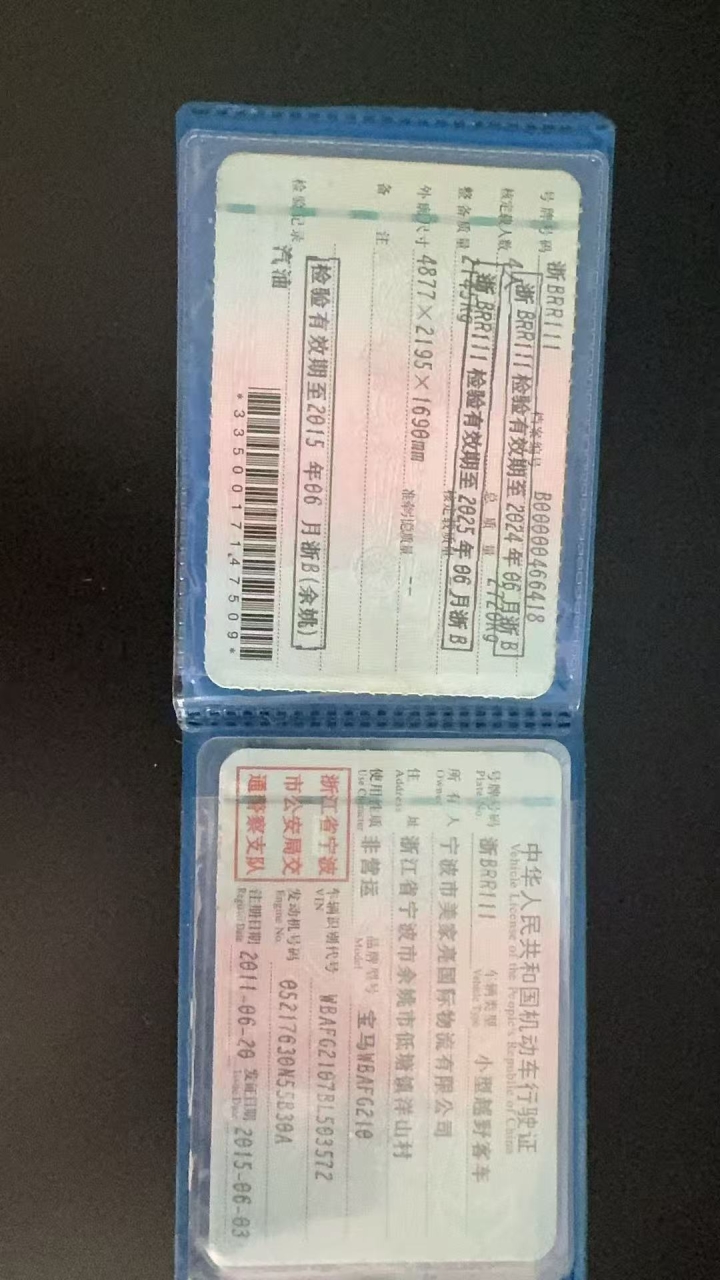 中华人民共和国机动车行驶证
Vehicle License of the People's Republic of China
号牌号码 浙BRR111 车辆类型 小型越野客车
Plate No. Vehicle Type
所有人 宁波市美家亮国际物流有限公司
Owner
住址 浙江省宁波市余姚市低塘镇洋山村
Address
使用性质 非营运 品牌型号 宝马WBAFG210
Use Character Model
浙江省宁波
市公安局交
通警察支队
车辆识别代号 WBAFG2107BL503572
VIN
发动机号码 05217030N55B30A
Engine No.
注册日期 2011-06-20 发证日期 2015-06-03
Register Date Issue Date
号牌号码 浙BRR111 档案编号 B00000466418
核定载人数 4人 总质量 2720kg
浙BRR111检验有效期至2024年06月浙B
整备质量 核定载质量
浙BRR111检验有效期至2025年06月浙B
外廓尺寸 4877×2195×1690mm 准牵引总质量 --
备注
检验有效期至2015年06月浙B(余姚)
检验记录
汽油
*3350017147509*